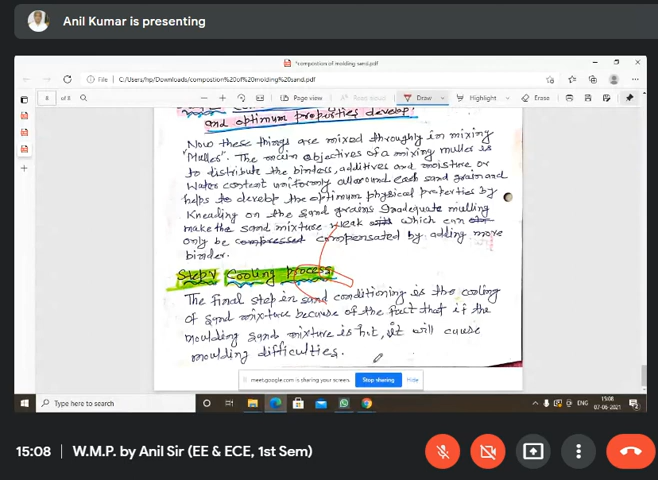 Anil Kumar is presenting
*compostion of molding sand.pdf
File | C:/Users/hp/Downloads/compostion%20of%20molding%20sand.pdf
8 of 8
Page view
Draw
Highlight
Erase
and optimum properties develop
Now these things are mixed throughly in mixing
"Muller". The main objectives of a mixing muller is
to distribute the binders, additives and moisture or
Water content uniformly allaround each sand grain and
helps to develop the optimum physical properties by
Kneading on the sand grains Inadequate mulling
make the sand mixture weak which can
only be compressed compensated by adding more
binder.
Step V Cooling process
The final step in sand conditioning is the cooling
of sand mixture because of the fact that if the
moulding sand mixture is hot, it will cause
moulding difficulties.
meet.google.com is sharing your screen. Stop sharing Hide
Type here to search
ENG
15:08
07-06-2021
15:08 | W.M.P. by Anil Sir (EE & ECE, 1st Sem)